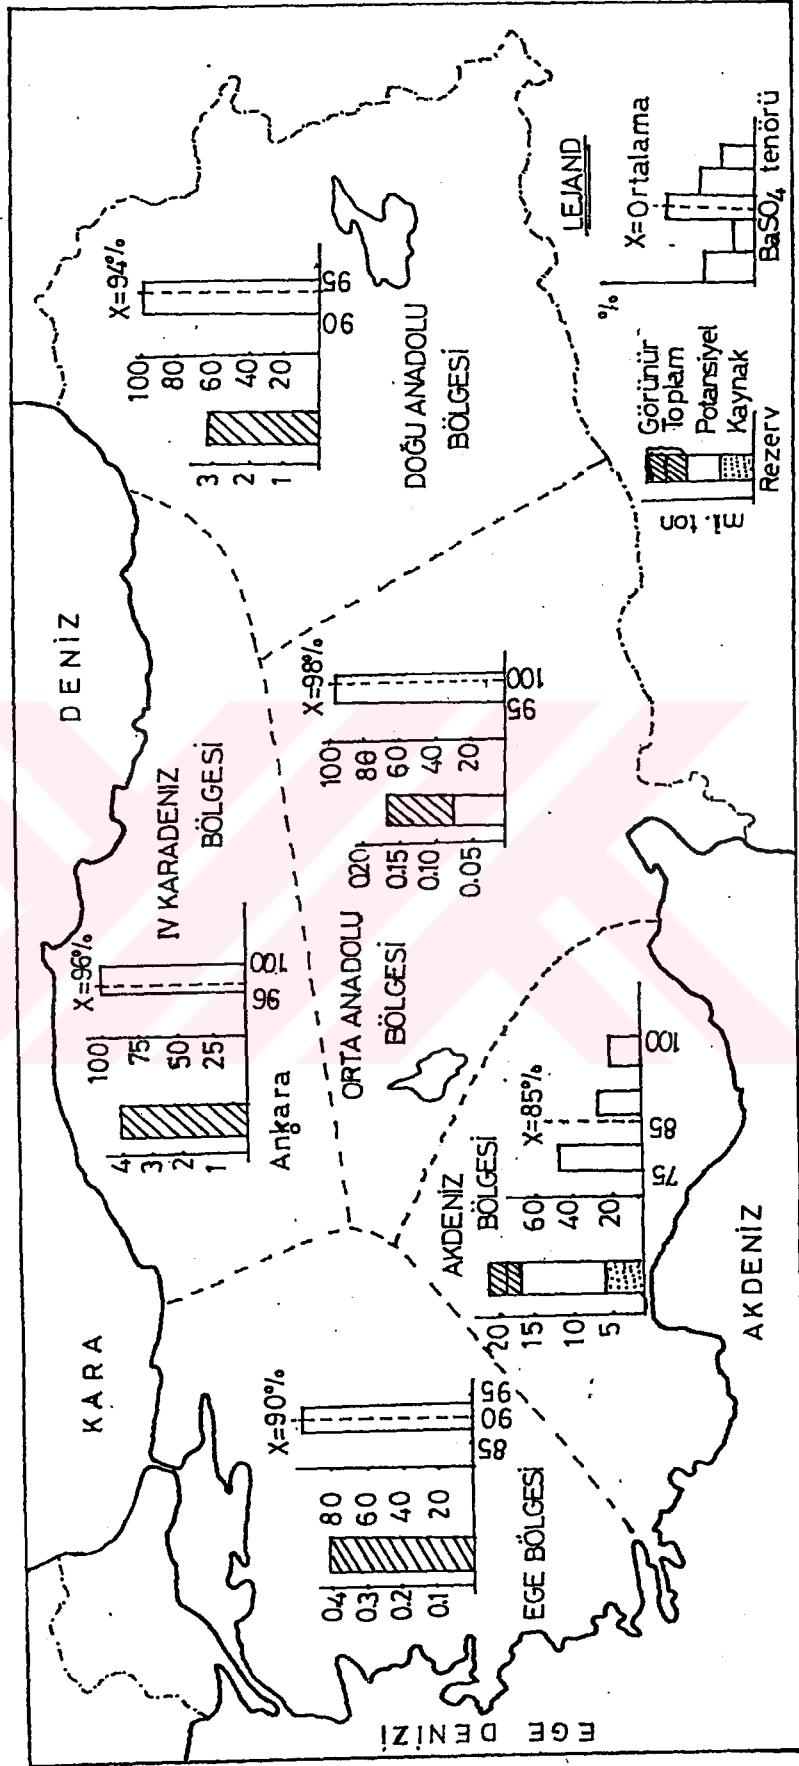 KARA
DENİZ
EGE DENİZİ
AKDENİZ
EGE BÖLGESİ
0.4
0.3
0.2
0.1
80
60
40
20
X=90%
85 90 95
Ankara
4
3
2
1
100
75
50
25
X=96%
96 100
IV KARADENIZ
BÖLGESİ
AKDENİZ
BÖLGESİ
20
15
10
5
60
40
20
X=85%
75 85 100
ORTA ANADOLU
BÖLGESİ
0.20
0.15
0.10
0.05
100
80
60
40
20
X=98%
95 100
DOĞU ANADOLU
BÖLGESİ
3
2
1
100
80
60
40
20
X=94%
90 95
LEJAND
mi. ton
Görünür
Toplam
Potansiyel
Kaynak
Rezerv
%
X=Ortalama
BaSO4 tenörü